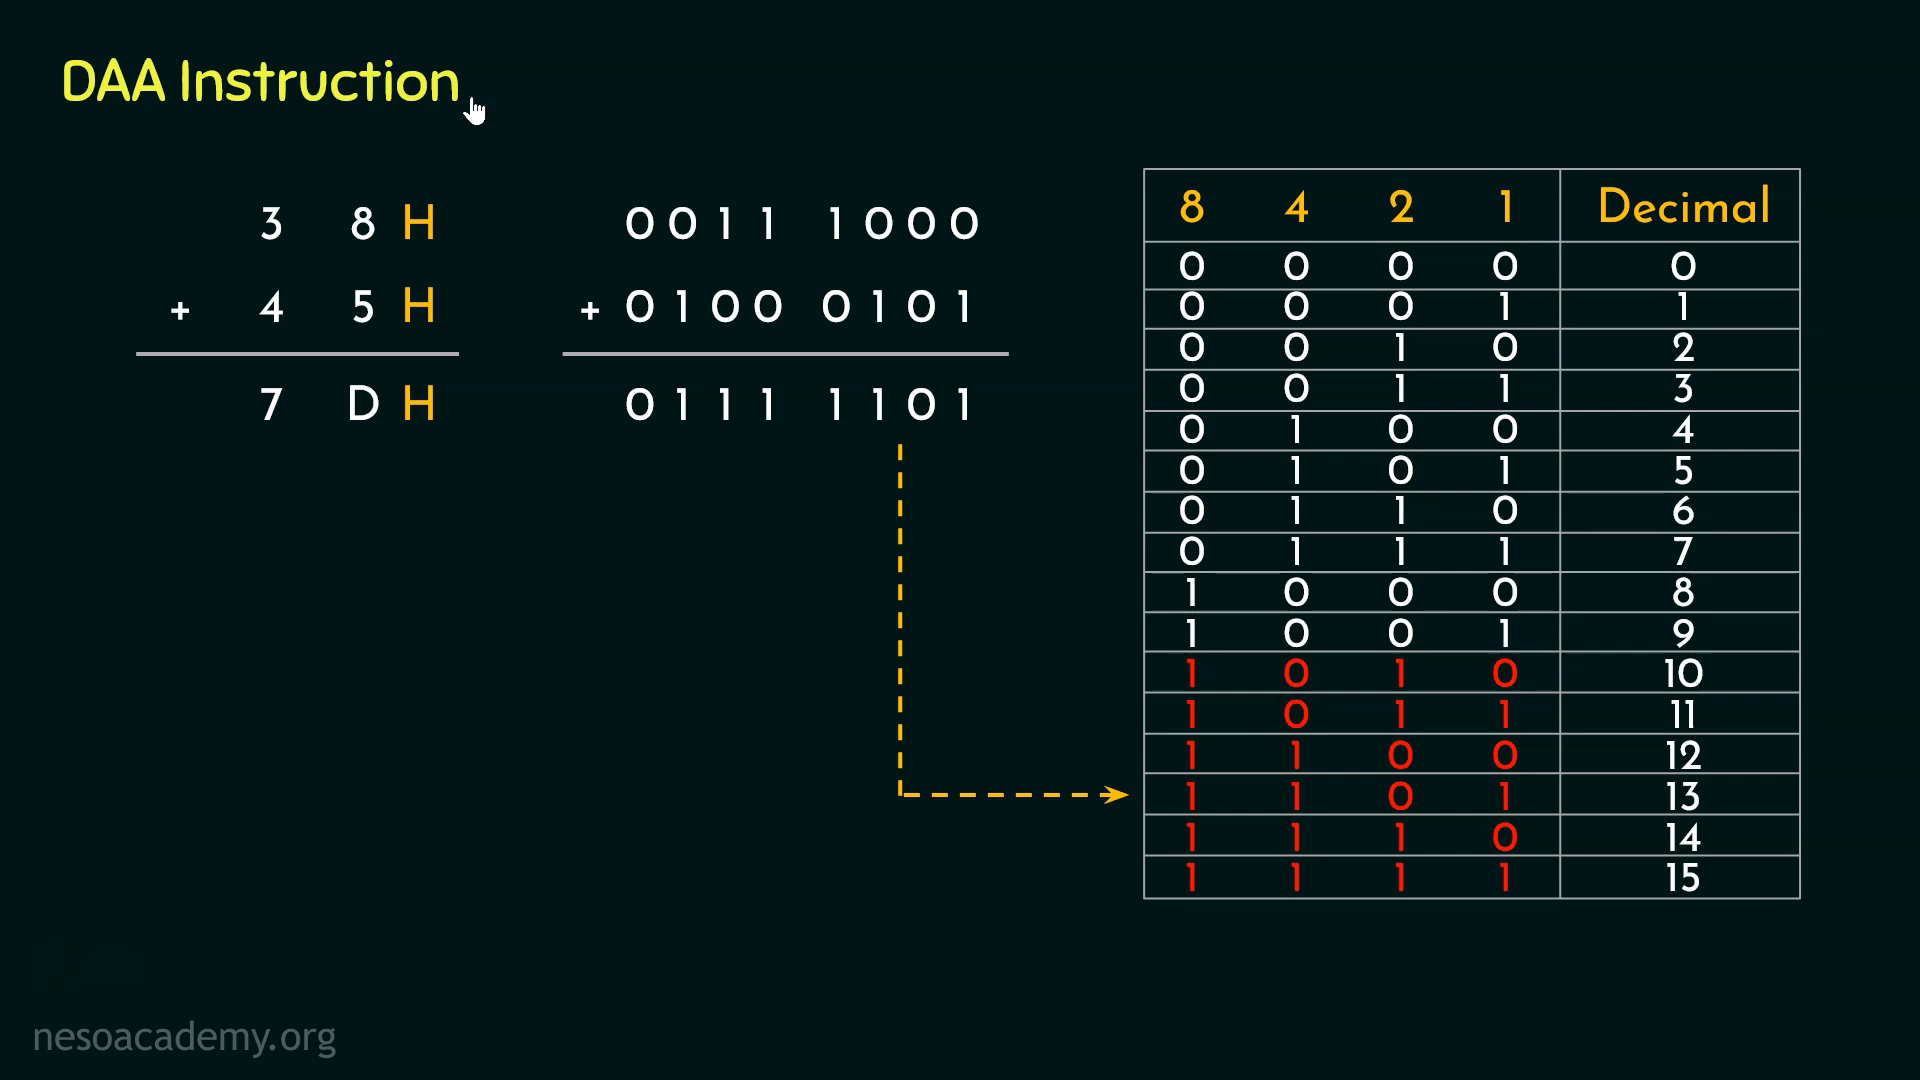 DAA Instruction
3 8 H
+ 4 5 H
7 D H
0 0 1 1 1 0 0 0
+ 0 1 0 0 0 1 0 1
0 1 1 1 1 1 0 1
8 4 2 1 Decimal
0 0 0 0 0
0 0 0 1 1
0 0 1 0 2
0 0 1 1 3
0 1 0 0 4
0 1 0 1 5
0 1 1 0 6
0 1 1 1 7
1 0 0 0 8
1 0 0 1 9
1 0 1 0 10
1 0 1 1 11
1 1 0 0 12
1 1 0 1 13
1 1 1 0 14
1 1 1 1 15
nesoacademy.org